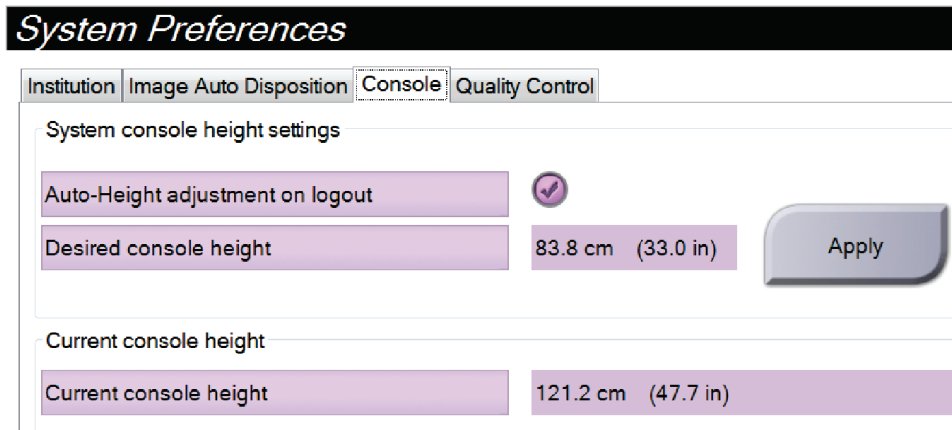 System Preferences
Institution Image Auto Disposition Console Quality Control
System console height settings
Auto-Height adjustment on logout
Desired console height 83.8 cm (33.0 in) Apply
Current console height
Current console height 121.2 cm (47.7 in)